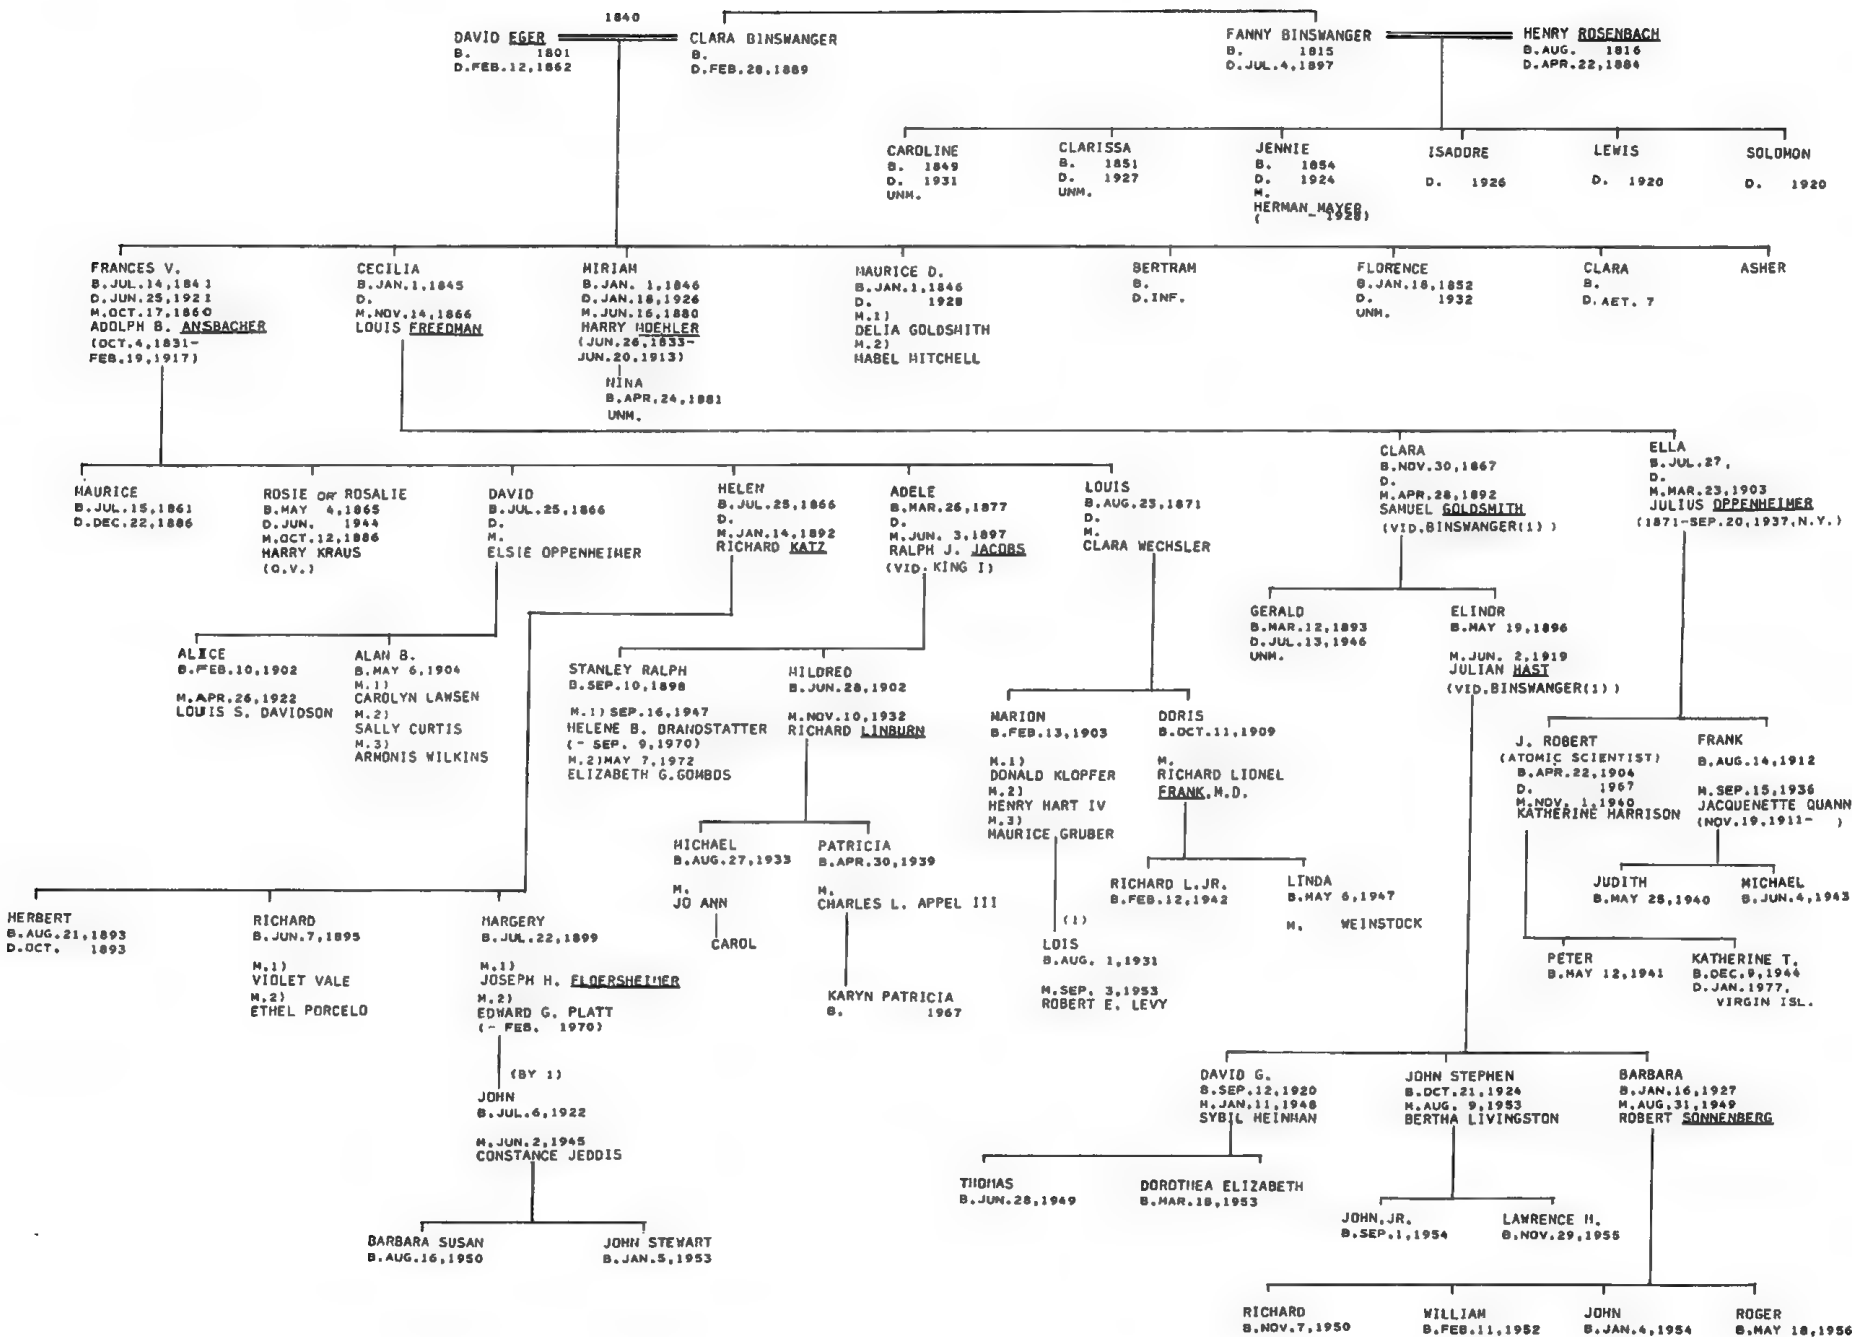 1840
DAVID EGER
B. 1801
D.FEB.12,1862
CLARA BINSWANGER
B.
D.FEB.28,1889
FANNY BINSWANGER
B. 1815
D.JUL.4,1897
HENRY ROSENBACH
B.AUG. 1816
D.APR.22,1884
CAROLINE
B. 1849
D. 1931
UNM.
CLARISSA
B. 1851
D. 1927
UNM.
JENNIE
B. 1854
D. 1924
M.
HERMAN MAYER
( - 1928)
ISADORE
D. 1926
LEWIS
D. 1920
SOLOMON
D. 1920
FRANCES V.
B.JUL.14,1841
D.JUN.25,1921
M.OCT.17,1860
ADOLPH B. ANSBACHER
(OCT.4,1831-
FEB.19,1917)
CECILIA
B.JAN.1,1845
D.
M.NOV.14,1866
LOUIS FREEDMAN
MIRIAM
B.JAN. 1,1846
D.JAN.18,1926
M.JUN.16,1880
HARRY MOEHLER
(JUN.26,1833-
JUN.20,1913)
NINA
B.APR.24,1881
UNM.
MAURICE D.
B.JAN.1,1846
D. 1928
M.1)
DELIA GOLDSMITH
M.2)
MABEL MITCHELL
BERTRAM
B.
D.INF.
FLORENCE
B.JAN.18,1852
D. 1932
UNM.
CLARA
B.
D.AET. 7
ASHER
CLARA
B.NOV.30,1867
D.
M.APR.28,1892
SAMUEL GOLDSMITH
(VID.BINSWANGER(1) )
ELLA
B.JUL.27,
D.
M.MAR.23,1903
JULIUS OPPENHEIMER
(1871-SEP.20,1937,N.Y.)
MAURICE
B.JUL.15,1861
D.DEC.22,1886
ROSIE OR ROSALIE
B.MAY 4,1865
D.JUN. 1944
M.OCT.12,1886
HARRY KRAUS
(Q.V.)
DAVID
B.JUL.25,1866
D.
M.
ELSIE OPPENHEIMER
HELEN
B.JUL.25,1866
D.
M.JAN.14,1892
RICHARD KATZ
ADELE
B.MAR.26,1877
D.
M.JUN. 3,1897
RALPH J. JACOBS
(VID.KING I)
LOUIS
B.AUG.23,1871
D.
M.
CLARA WECHSLER
GERALD
B.MAR.12,1893
D.JUL.13,1946
UNM.
ELINOR
B.MAY 19,1896
M.JUN. 2,1919
JULIAN HAST
(VID.BINSWANGER(1) )
ALICE
B.FEB.10,1902
M.APR.26,1922
LOUIS S. DAVIDSON
ALAN B.
B.MAY 6,1904
M.1)
CAROLYN LAWSEN
M.2)
SALLY CURTIS
M.3)
ARMONIS WILKINS
STANLEY RALPH
B.SEP.10,1898
M.1) SEP.16,1947
HELENE B. BRANDSTATTER
(- SEP. 9,1970)
M.2)MAY 7,1972
ELIZABETH G.GOMBOS
MILDRED
B.JUN.28,1902
M.NOV.10,1932
RICHARD LINBURN
MARION
B.FEB.13,1903
M.1)
DONALD KLOPFER
M.2)
HENRY HART IV
M.3)
MAURICE GRUBER
DORIS
B.OCT.11,1909
M.
RICHARD LIONEL
FRANK,M.D.
J. ROBERT
(ATOMIC SCIENTIST)
B.APR.22,1904
D. 1967
M.NOV. 1,1940
KATHERINE HARRISON
FRANK
B.AUG.14,1912
M.SEP.15,1936
JACQUENETTE QUANN
(NOV.19,1911- )
MICHAEL
B.AUG.27,1933
M.
JO ANN
CAROL
PATRICIA
B.APR.30,1939
M.
CHARLES L. APPEL III
KARYN PATRICIA
B. 1967
RICHARD L.JR.
B.FEB.12,1942
LINDA
B.MAY 6,1947
M. WEINSTOCK
JUDITH
B.MAY 28,1940
MICHAEL
B.JUN.4,1943
HERBERT
B.AUG.21,1893
D.OCT. 1893
RICHARD
B.JUN.7,1895
M.1)
VIOLET VALE
M.2)
ETHEL PORCELO
MARGERY
B.JUL.22,1899
M.1)
JOSEPH H. FLOERSHEIMER
M.2)
EDWARD G. PLATT
(- FEB. 1970)
(1)
LOIS
B.AUG. 1,1931
M.SEP. 3,1953
ROBERT E. LEVY
PETER
B.MAY 12,1941
KATHERINE T.
B.DEC.9,1944
D.JAN.1977,
VIRGIN ISL.
(BY 1)
JOHN
B.JUL.6,1922
M.JUN.2,1945
CONSTANCE JEDDIS
DAVID G.
B.SEP.12,1920
M.JAN.11,1948
SYBIL HEINMAN
JOHN STEPHEN
B.OCT.21,1924
M.AUG. 9,1953
BERTHA LIVINGSTON
BARBARA
B.JAN.16,1927
M.AUG.31,1949
ROBERT SONNENBERG
THOMAS
B.JUN.28,1949
DOROTHEA ELIZABETH
B.MAR.18,1953
JOHN,JR.
B.SEP.1,1954
LAWRENCE H.
B.NOV.29,1955
BARBARA SUSAN
B.AUG.16,1950
JOHN STEWART
B.JAN.5,1953
RICHARD
B.NOV.7,1950
WILLIAM
B.FEB.11,1952
JOHN
B.JAN.4,1954
ROGER
B.MAY 18,1956